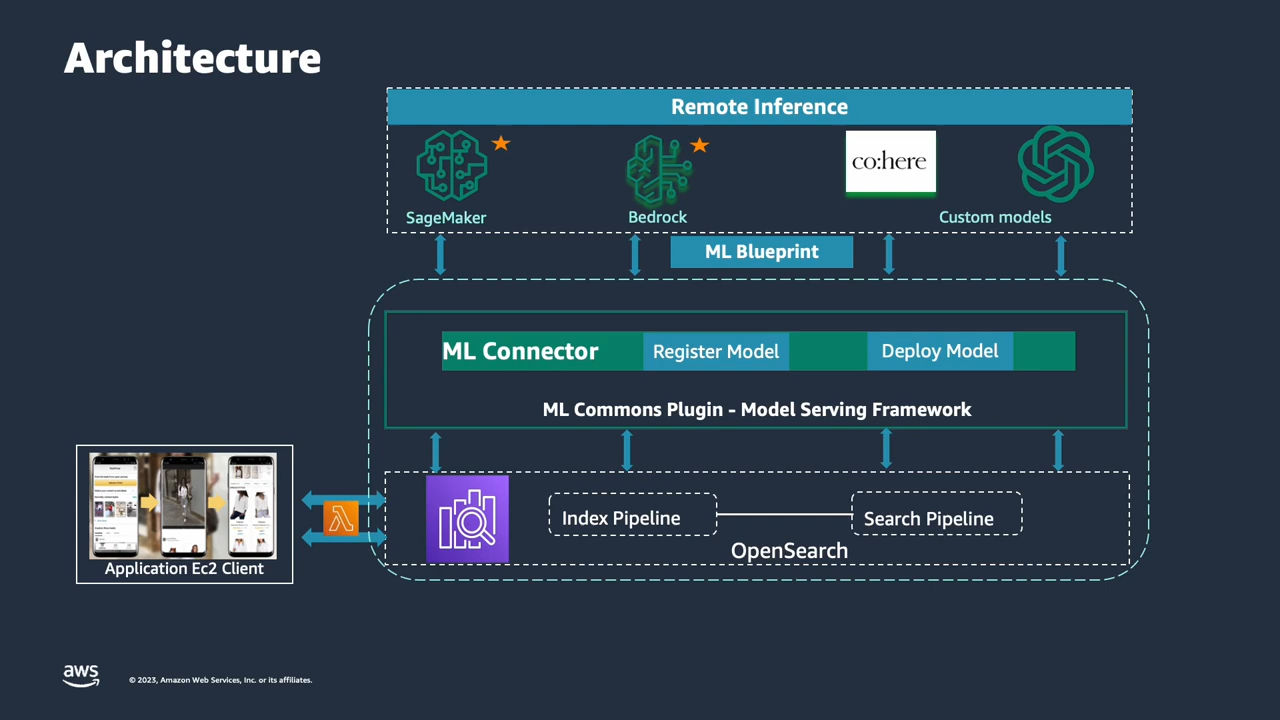 Architecture
Remote Inference
co:here
SageMaker
Bedrock
Custom models
ML Blueprint
ML Connector
Register Model
Deploy Model
ML Commons Plugin - Model Serving Framework
Index Pipeline
Search Pipeline
OpenSearch
Application Ec2 Client
aws
© 2023, Amazon Web Services, Inc. or its affiliates.